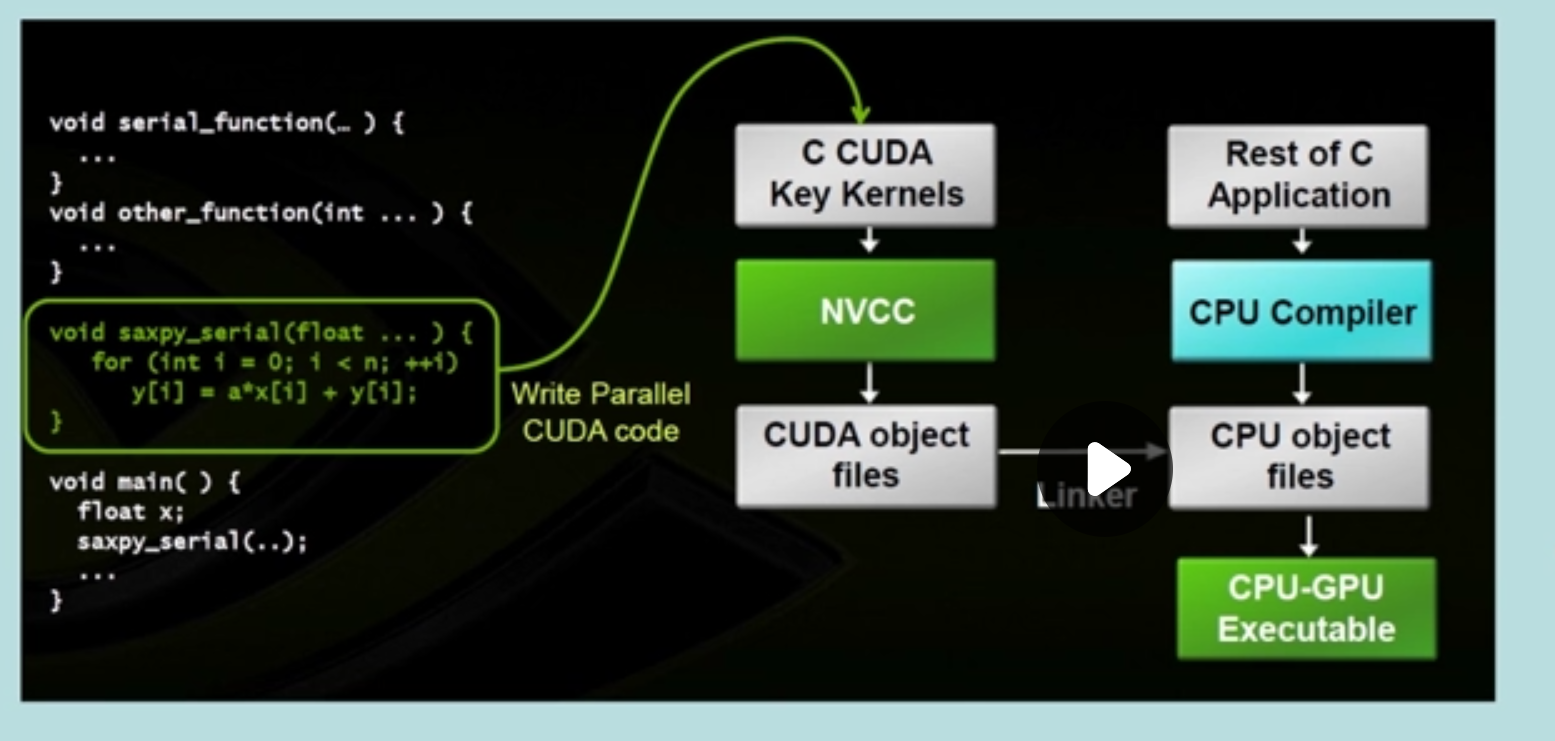 void serial_function(… ) {
...
}
void other_function(int ... ) {
...
}
void saxpy_serial(float ... ) {
for (int i = 0; i < n; ++i)
y[i] = a*x[i] + y[i];
}
void main( ) {
float x;
saxpy_serial(..);
...
}
Write Parallel
CUDA code
C CUDA
Key Kernels
NVCC
CUDA object
files
Linker
Rest of C
Application
CPU Compiler
CPU object
files
CPU-GPU
Executable